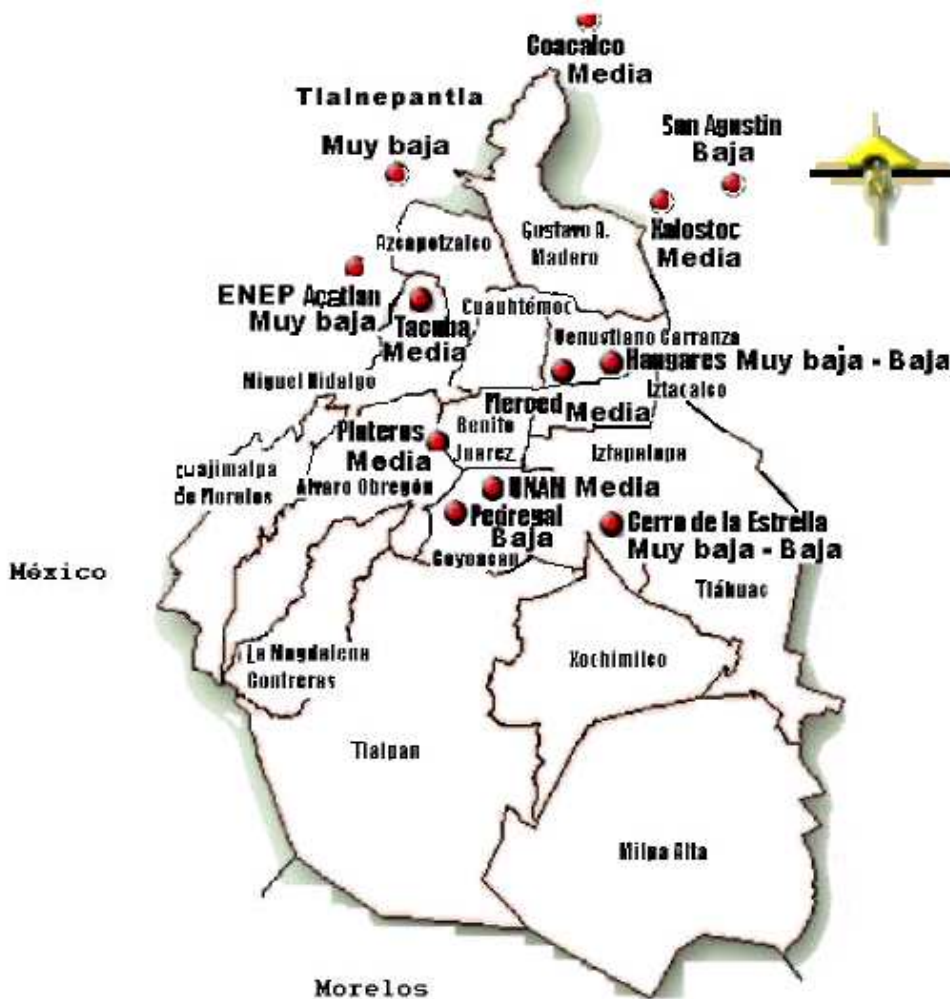 Coacalco
Media
Tlalnepantla
Muy baja
San Agustin
Baja
Xalostoc
Media
Gustavo A.
Madero
Azcapotzalco
ENEP Acatlan
Muy baja
Tacuba
Media
Cuauhtémoc
Venustiano Carranza
Hangares Muy baja - Baja
Iztacalco
Miguel Hidalgo
Merced
Media
Benito
Juarez
Plateros
Media
Iztapalapa
Cuajimalpa
de Morelos
Alvaro Obregón
UNAM Media
Pedregal
Baja
Cerro de la Estrella
Muy baja - Baja
Coyoacan
México
Tláhuac
La Magdalena
Contreras
Xochimilco
Tlalpan
Milpa Alta
Morelos